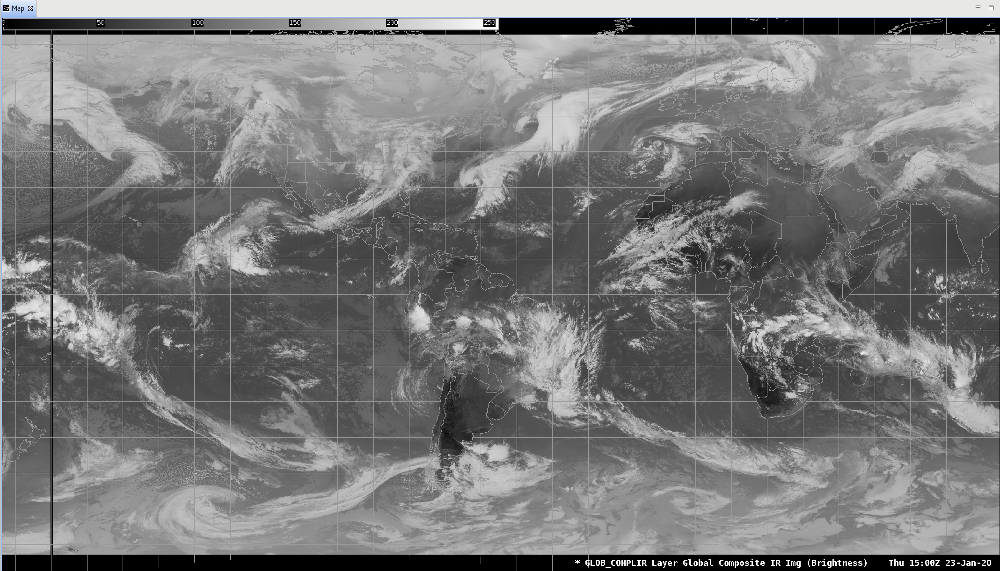 Map
0 50 100 150 200 250
* GLOB_COMPLIR Layer Global Composite IR Img (Brightness) Thu 15:00Z 23-Jan-20